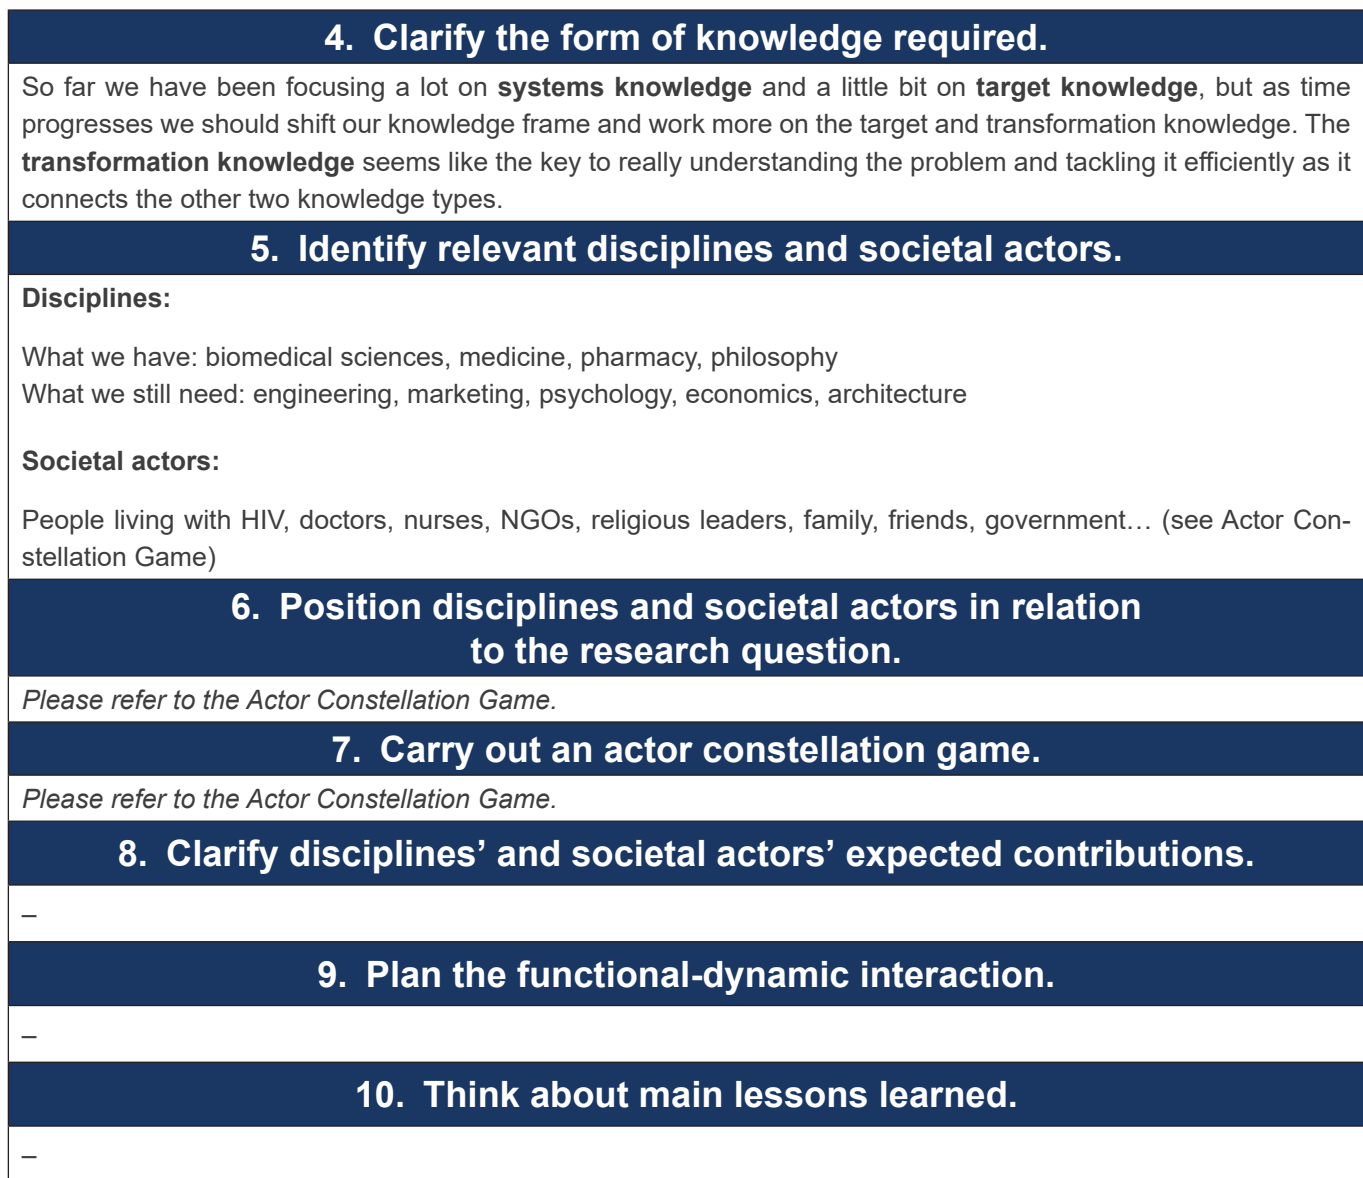 4. Clarify the form of knowledge required.
So far we have been focusing a lot on systems knowledge and a little bit on target knowledge, but as time
progresses we should shift our knowledge frame and work more on the target and transformation knowledge. The
transformation knowledge seems like the key to really understanding the problem and tackling it efficiently as it
connects the other two knowledge types.
5. Identify relevant disciplines and societal actors.
Disciplines:
What we have: biomedical sciences, medicine, pharmacy, philosophy
What we still need: engineering, marketing, psychology, economics, architecture
Societal actors:
People living with HIV, doctors, nurses, NGOs, religious leaders, family, friends, government… (see Actor Con-
stellation Game)
6. Position disciplines and societal actors in relation
to the research question.
Please refer to the Actor Constellation Game.
7. Carry out an actor constellation game.
Please refer to the Actor Constellation Game.
8. Clarify disciplines’ and societal actors’ expected contributions.
–
9. Plan the functional-dynamic interaction.
–
10. Think about main lessons learned.
–